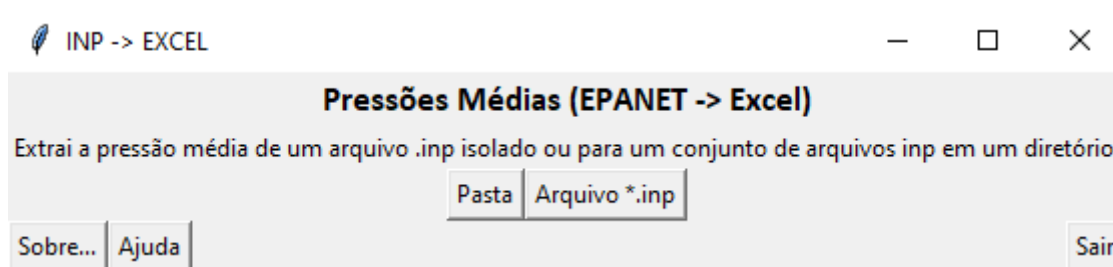 INP -> EXCEL
Pressões Médias (EPANET -> Excel)
Extrai a pressão média de um arquivo .inp isolado ou para um conjunto de arquivos inp em um diretório
Pasta Arquivo *.inp
Sobre... Ajuda Sair